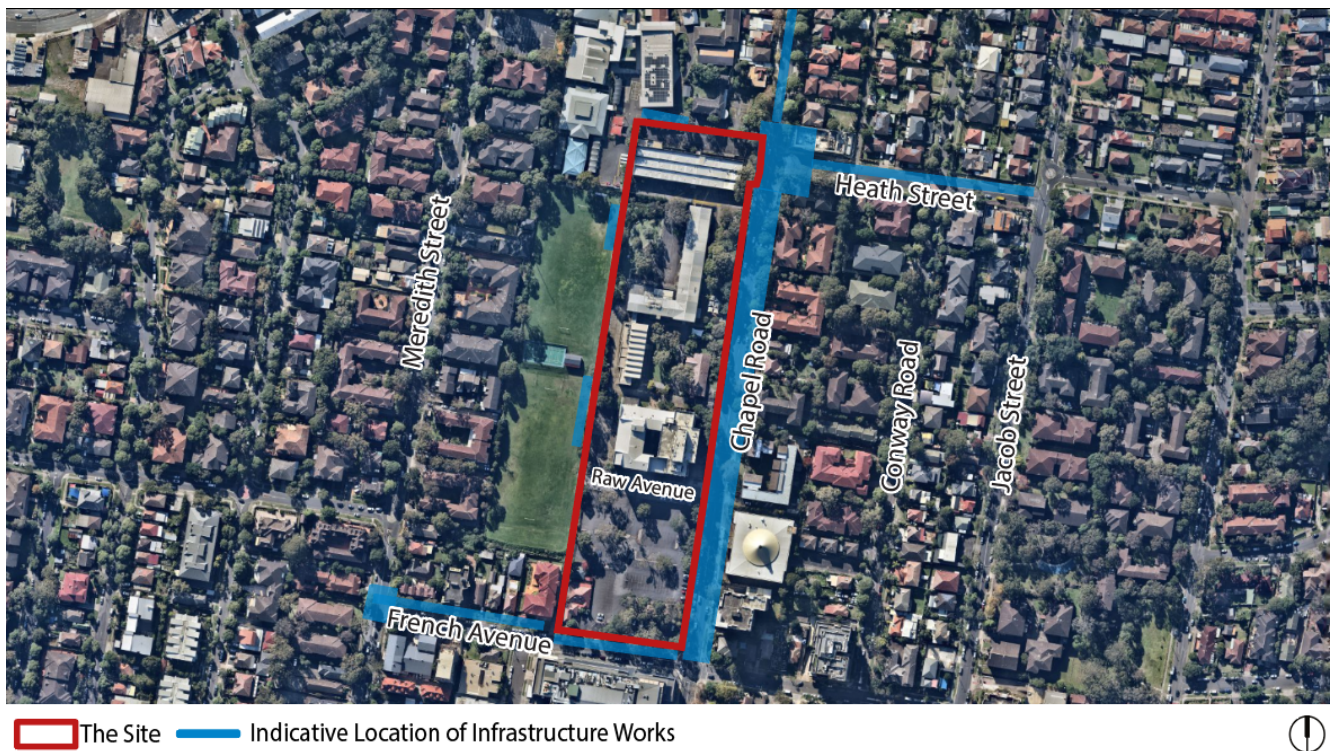 Heath Street
Meredith Street
Chapel Road
Conway Road
Jacob Street
Raw Avenue
French Avenue
The Site
Indicative Location of Infrastructure Works